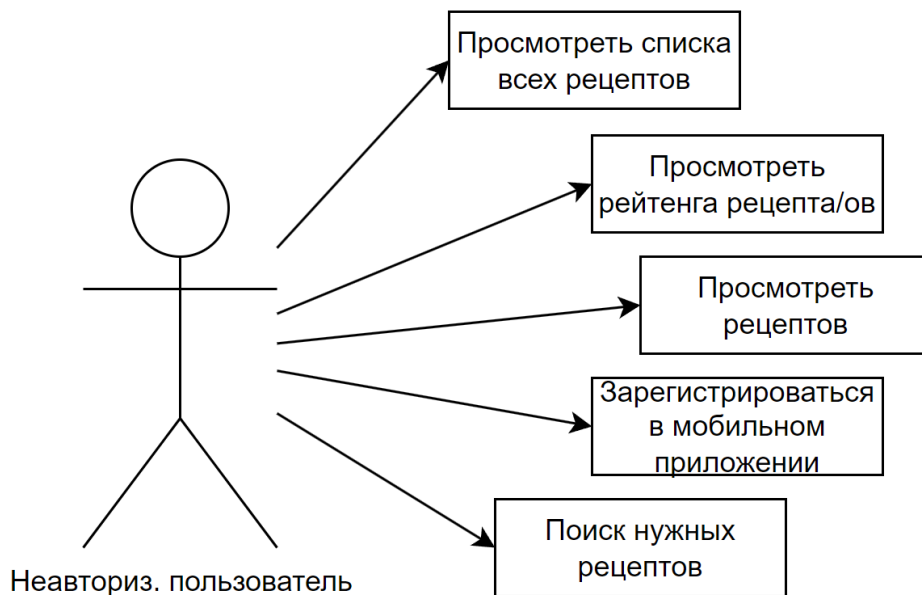 Просмотреть списка
всех рецептов
Просмотреть
рейтенга рецепта/ов
Просмотреть
рецептов
Зарегистрироваться
в мобильном
приложении
Поиск нужных
рецептов
Неавториз. пользователь